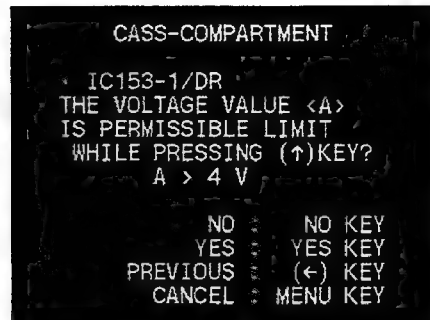 CASS-COMPARTMENT
IC153-1/DR
THE VOLTAGE VALUE <A>
IS PERMISSIBLE LIMIT
WHILE PRESSING (↑)KEY?
A > 4 V
NO : NO KEY
YES : YES KEY
PREVIOUS : (←) KEY
CANCEL : MENU KEY